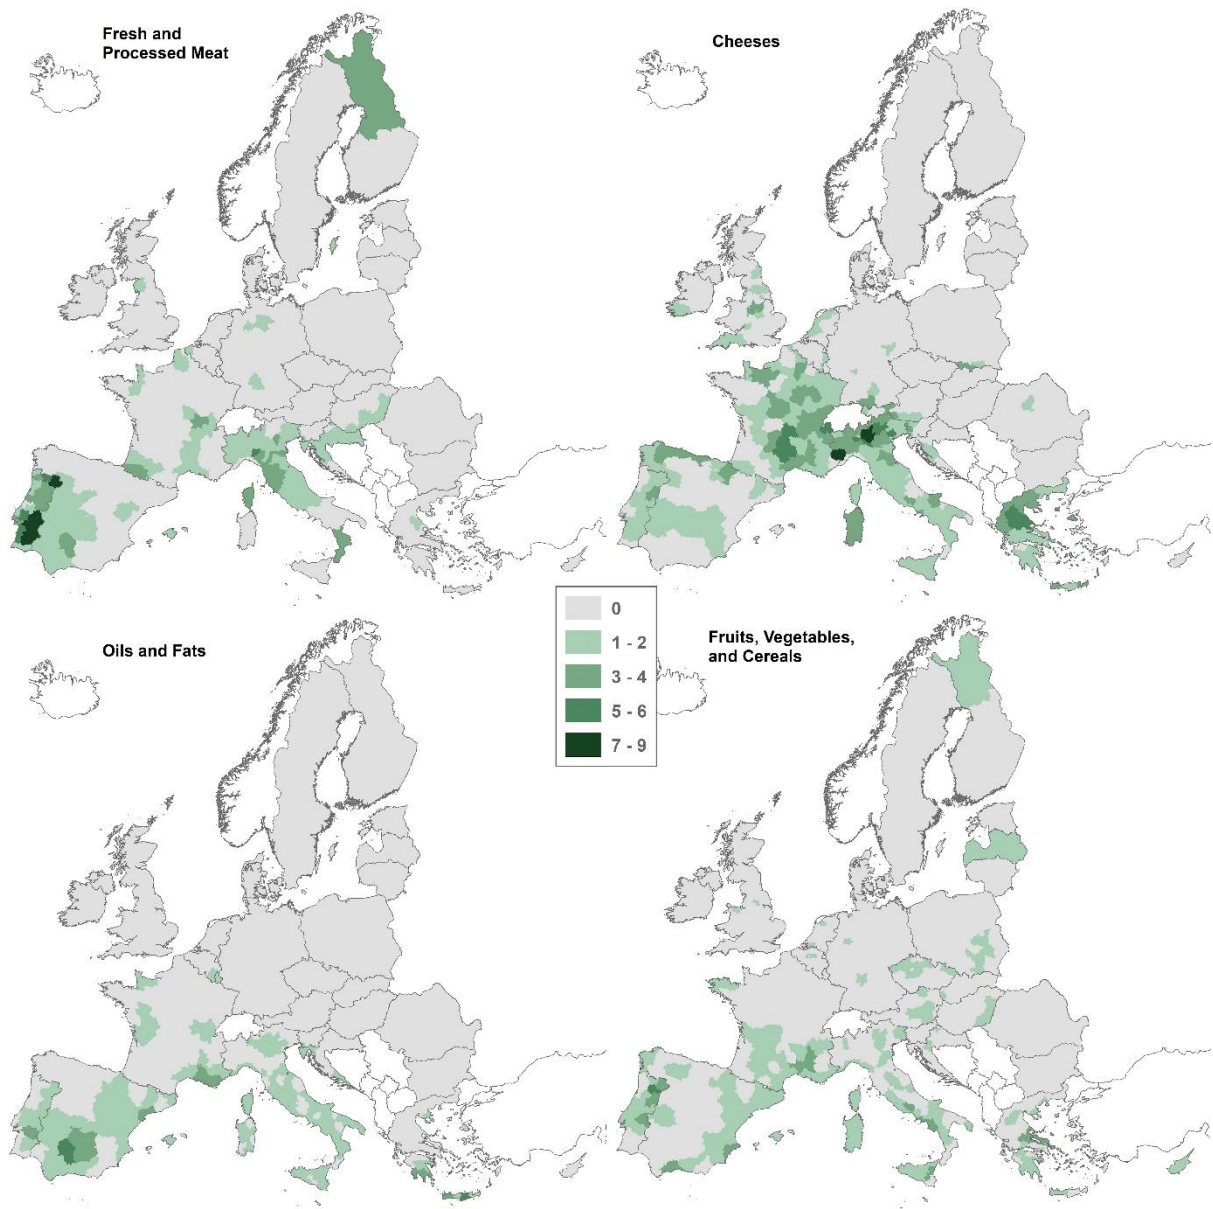 Fresh and
Processed Meat
Cheeses
0
1 - 2
3 - 4
5 - 6
7 - 9
Oils and Fats
Fruits, Vegetables,
and Cereals